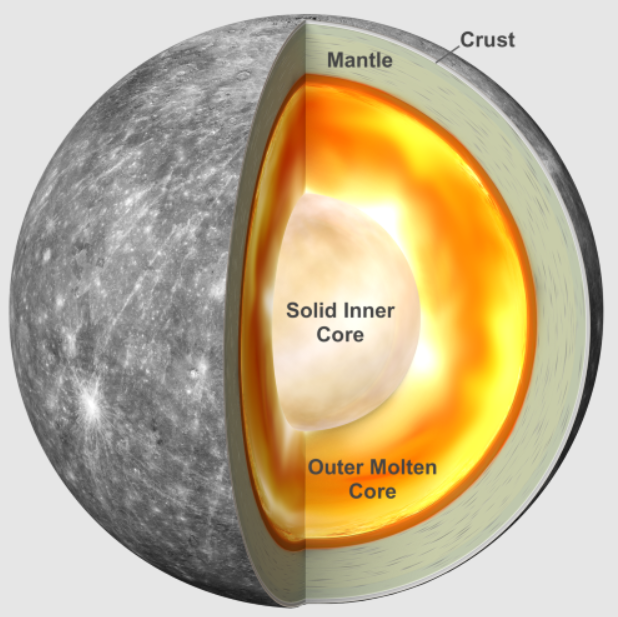 Crust
Mantle
Solid Inner
Core
Outer Molten
Core